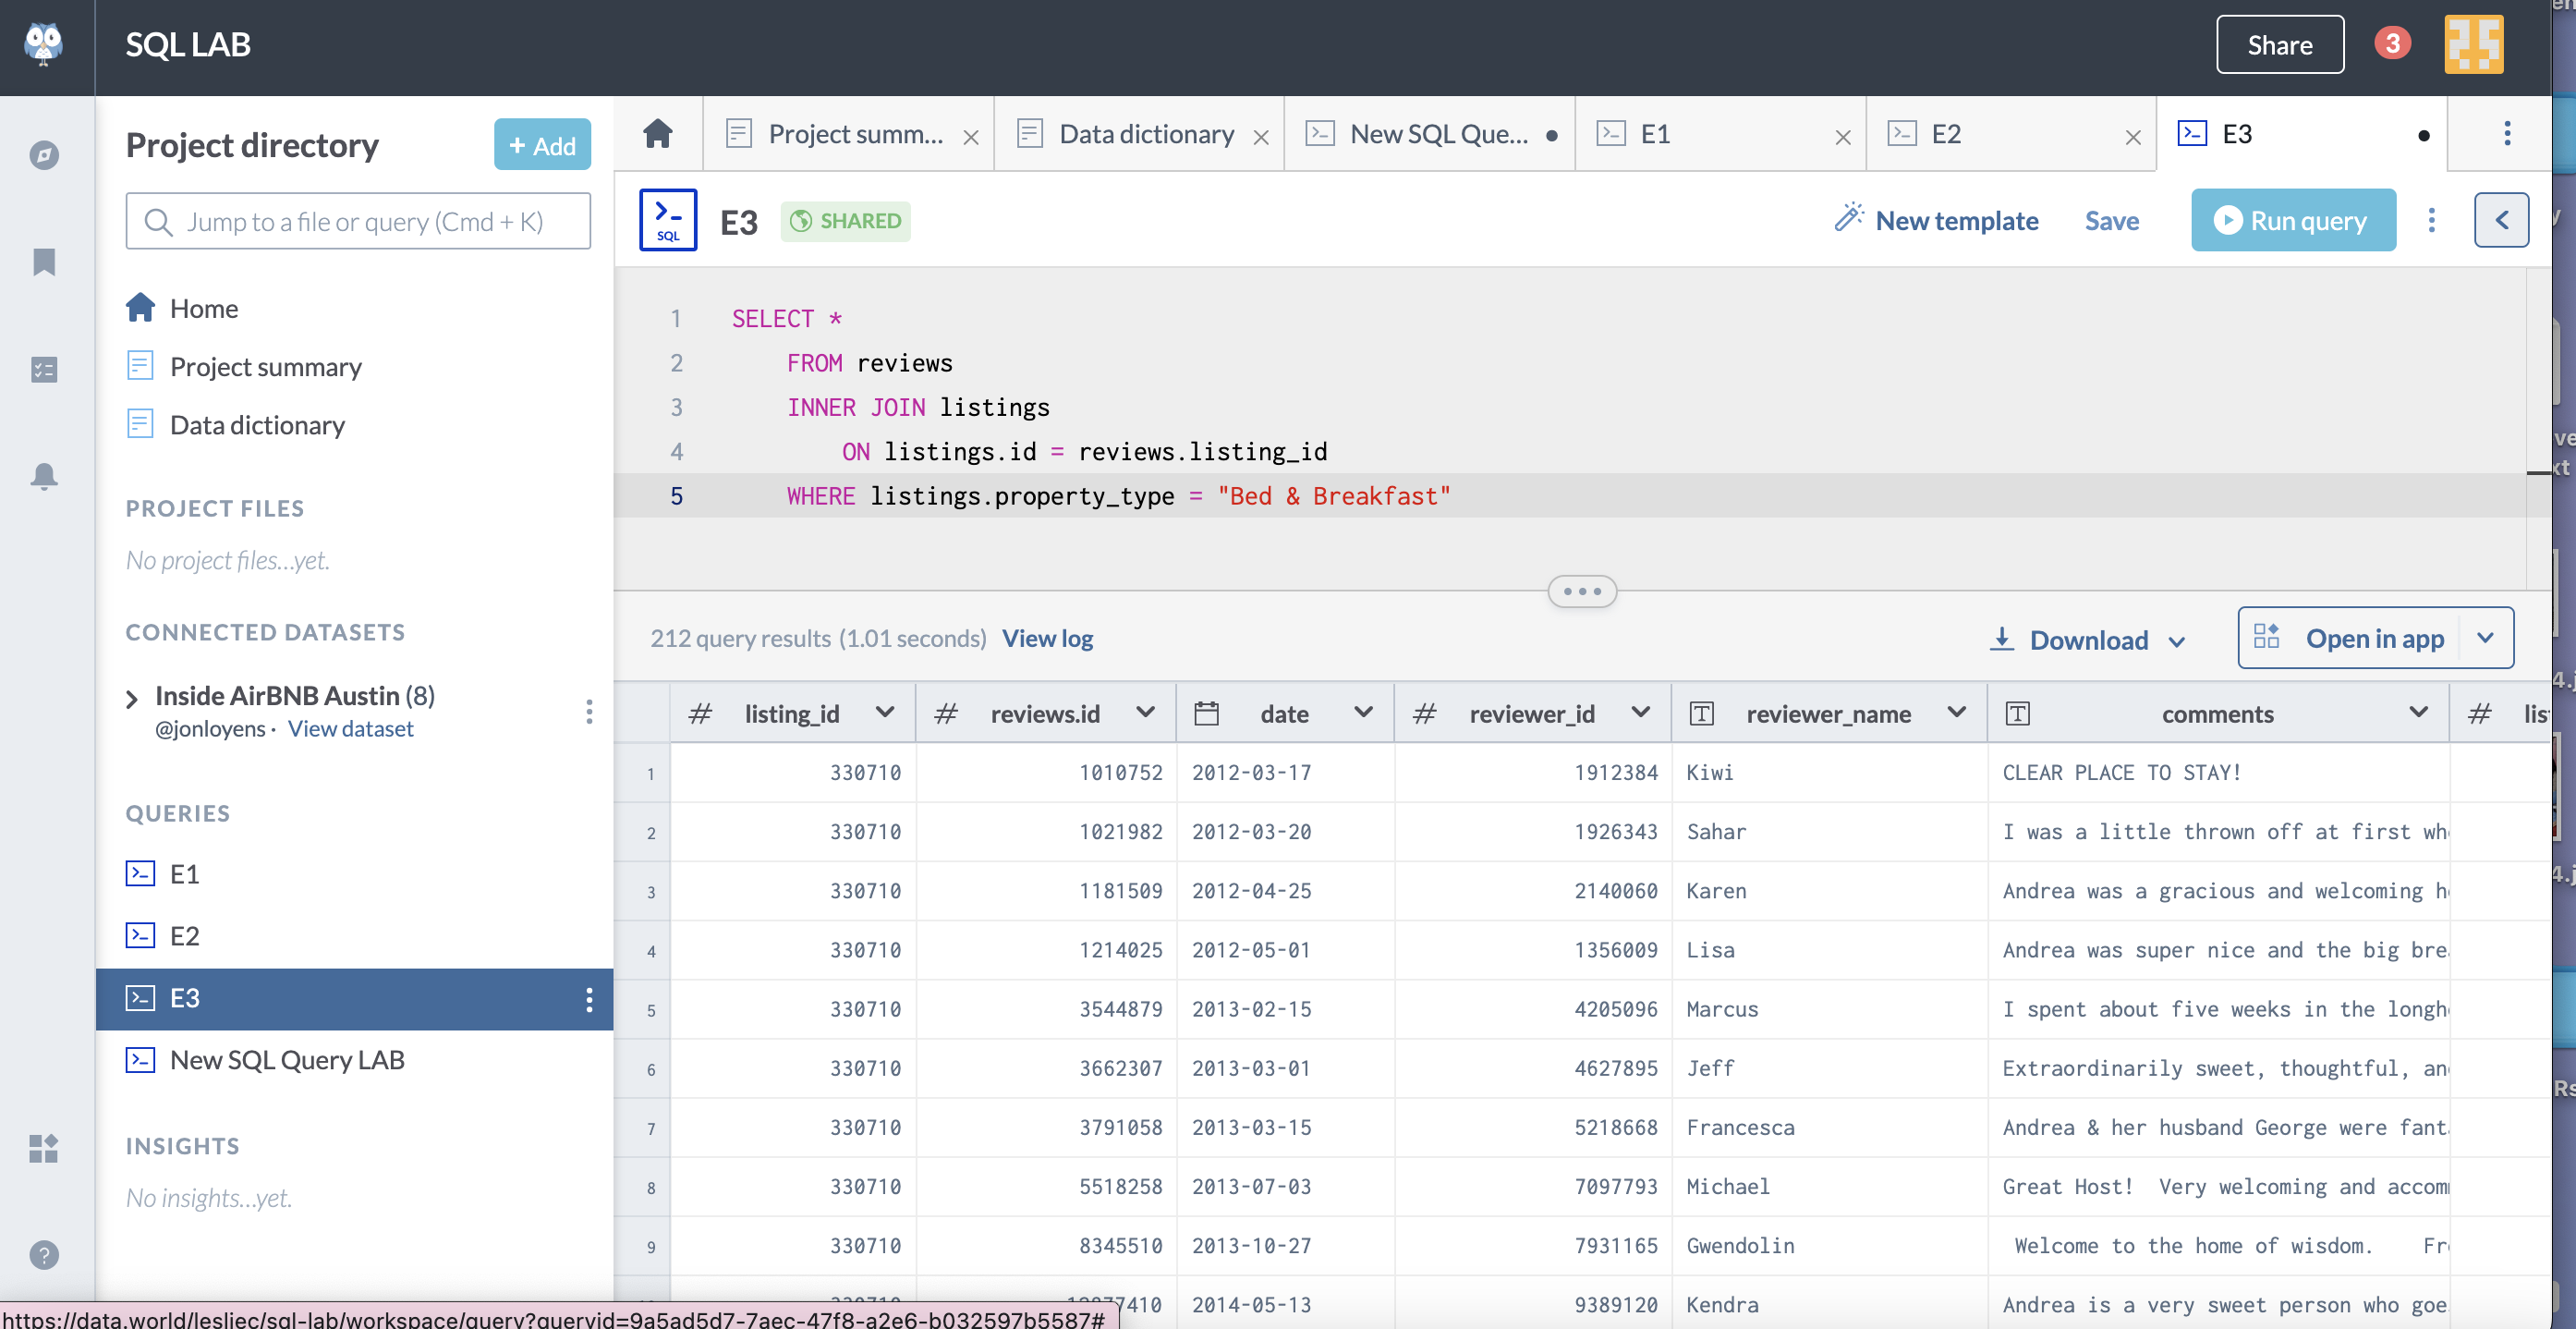 SQL LAB
Share
3
Project directory
+ Add
Jump to a file or query (Cmd + K)
Home
Project summary
Data dictionary
PROJECT FILES
No project files...yet.
CONNECTED DATASETS
Inside AirBNB Austin (8)
@jonloyens · View dataset
QUERIES
E1
E2
E3
New SQL Query LAB
INSIGHTS
No insights...yet.
Project summ... Data dictionary New SQL Que... E1 E2 E3
SQL E3 SHARED New template Save Run query
1 SELECT *
2 FROM reviews
3 INNER JOIN listings
4 ON listings.id = reviews.listing_id
5 WHERE listings.property_type = "Bed & Breakfast"
212 query results (1.01 seconds) View log Download Open in app
# listing_id # reviews.id date # reviewer_id T reviewer_name T comments # lis
1 330710 1010752 2012-03-17 1912384 Kiwi CLEAR PLACE TO STAY!
2 330710 1021982 2012-03-20 1926343 Sahar I was a little thrown off at first wh
3 330710 1181509 2012-04-25 2140060 Karen Andrea was a gracious and welcoming h
4 330710 1214025 2012-05-01 1356009 Lisa Andrea was super nice and the big bre
5 330710 3544879 2013-02-15 4205096 Marcus I spent about five weeks in the longh
6 330710 3662307 2013-03-01 4627895 Jeff Extraordinarily sweet, thoughtful, an
7 330710 3791058 2013-03-15 5218668 Francesca Andrea & her husband George were fant
8 330710 5518258 2013-07-03 7097793 Michael Great Host! Very welcoming and accom
9 330710 8345510 2013-10-27 7931165 Gwendolin Welcome to the home of wisdom. Fr
7410 2014-05-13 9389120 Kendra Andrea is a very sweet person who goe
https://data.world/lesliec/sql-lab/workspace/query?queryid=9a5ad5d7-7aec-47f8-a2e6-b032597b5587#